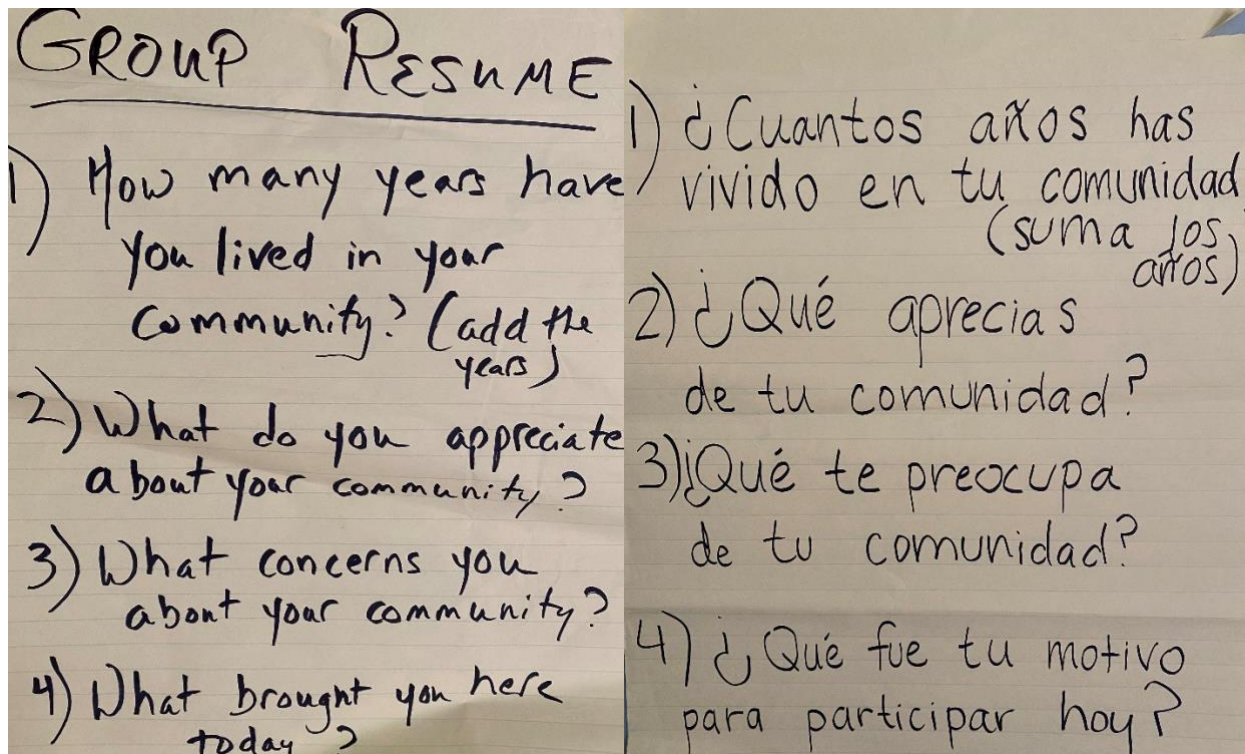 GROUP RESUME
1) How many years have
you lived in your
community? (add the
years)
2) What do you appreciate
about your community?
3) What concerns you
about your community?
4) What brought you here
today?
1) ¿Cuantos años has
vivido en tu comunidad
(suma los
años)
2) ¿Qué aprecias
de tu comunidad?
3) ¿Qué te preocupa
de tu comunidad?
4) ¿Qué fue tu motivo
para participar hoy?